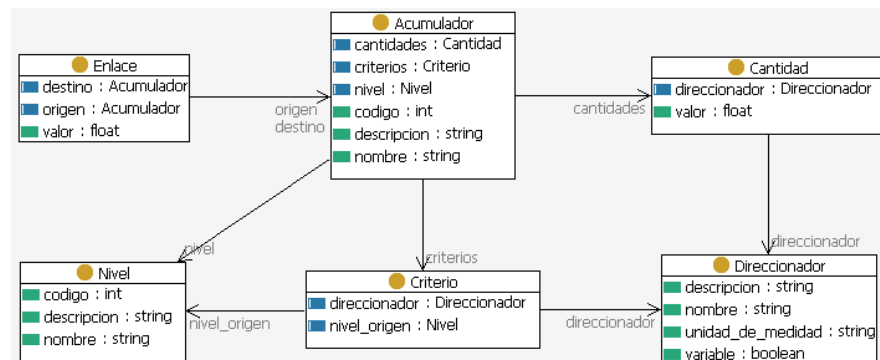 Acumulador
cantidades : Cantidad
criterios : Criterio
nivel : Nivel
codigo : int
descripcion : string
nombre : string
Enlace
destino : Acumulador
origen : Acumulador
valor : float
origen
destino
Cantidad
direccionador : Direccionador
valor : float
cantidades
nivel
criterios
direccionador
Nivel
codigo : int
descripcion : string
nombre : string
nivel_origen
Criterio
direccionador : Direccionador
nivel_origen : Nivel
direccionador
Direccionador
descripcion : string
nombre : string
unidad_de_medidad : string
variable : boolean